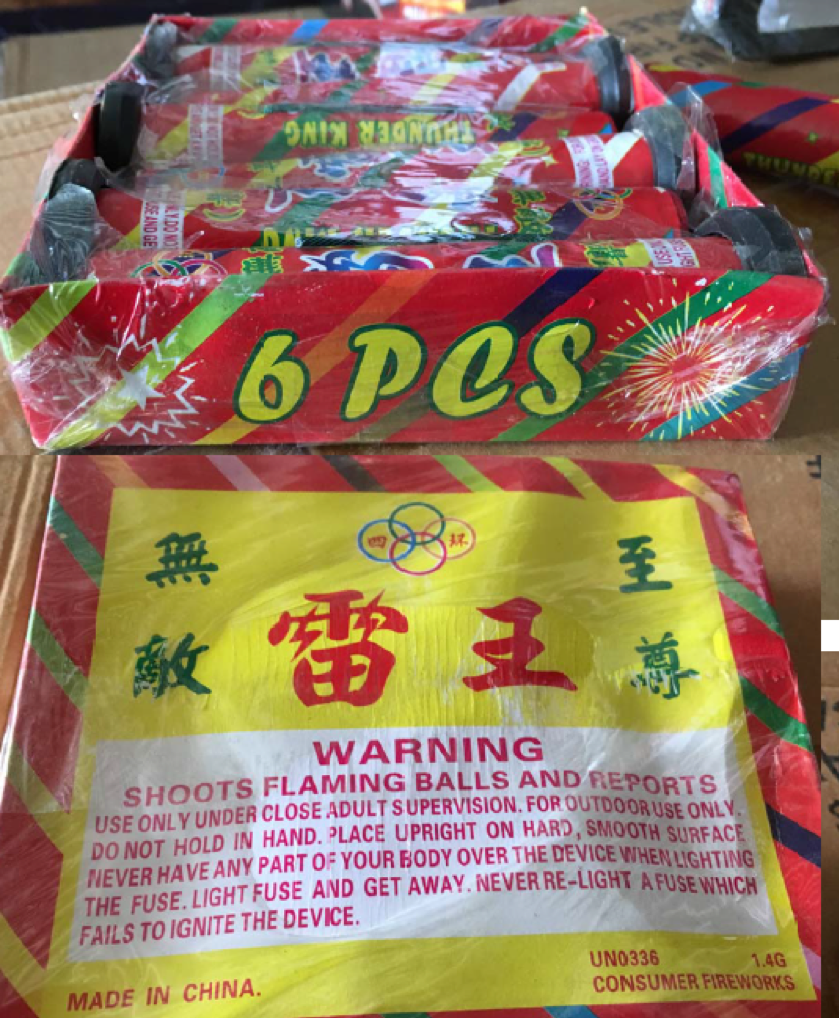 THUNDER KING
6 PCS
四 环
無 至
雷王
敵 尊
WARNING
SHOOTS FLAMING BALLS AND REPORTS
USE ONLY UNDER CLOSE ADULT SUPERVISION. FOR OUTDOOR USE ONLY.
DO NOT HOLD IN HAND. PLACE UPRIGHT ON HARD, SMOOTH SURFACE
NEVER HAVE ANY PART OF YOUR BODY OVER THE DEVICE WHEN LIGHTING
THE FUSE. LIGHT FUSE AND GET AWAY. NEVER RE-LIGHT A FUSE WHICH
FAILS TO IGNITE THE DEVICE.
UN0336 1.4G
MADE IN CHINA. CONSUMER FIREWORKS